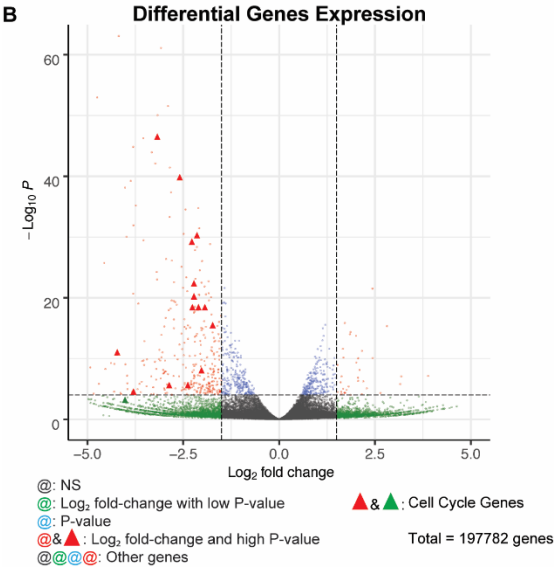 B
Differential Genes Expression
60
40
20
0
– Log₁₀ P
−5.0 −2.5 0.0 2.5 5.0
Log₂ fold change
@: NS
@: Log₂ fold-change with low P-value
@: P-value
@&▲: Log₂ fold-change and high P-value
@@@@: Other genes
▲&▲: Cell Cycle Genes
Total = 197782 genes